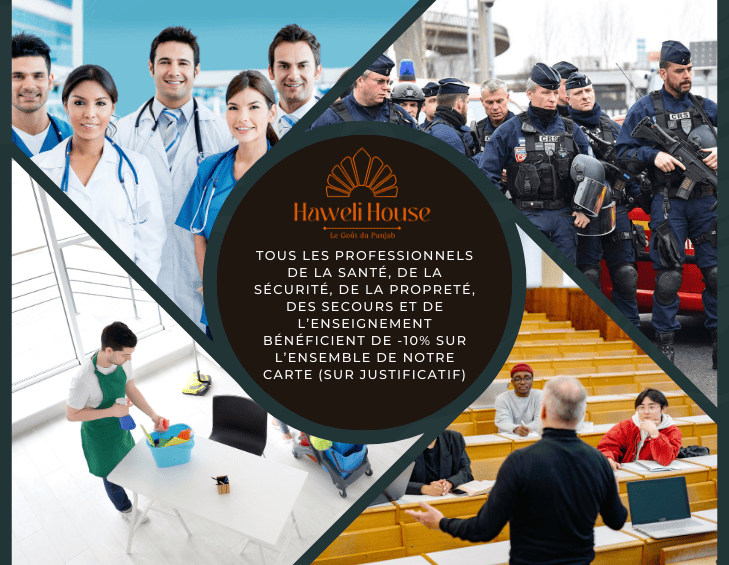 CRS
CRS
Haweli House
Le Goût du Punjab
TOUS LES PROFESSIONNELS
DE LA SANTÉ, DE LA
SÉCURITÉ, DE LA PROPRETÉ,
DES SECOURS ET DE
L'ENSEIGNEMENT
BÉNÉFICIENT DE -10% SUR
L'ENSEMBLE DE NOTRE
CARTE (SUR JUSTIFICATIF)